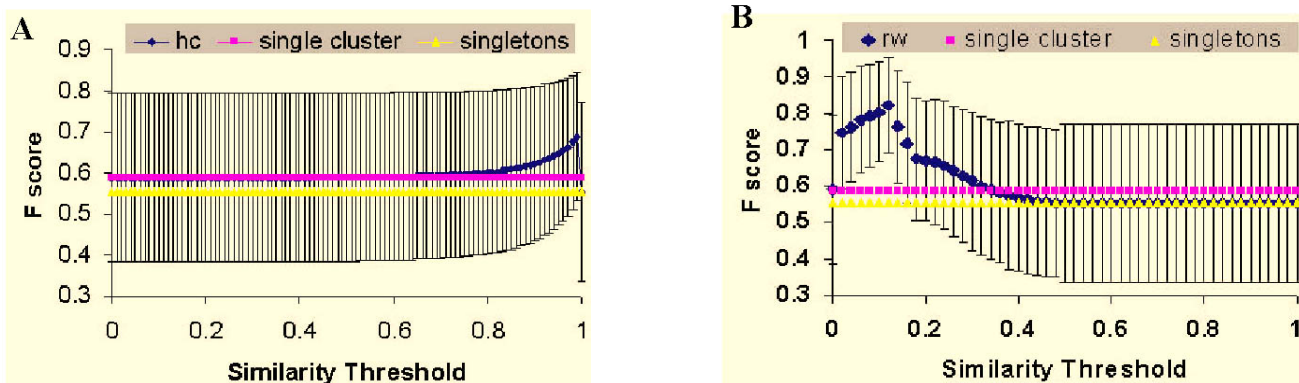 A
hc single cluster singletons
0.9
0.8
0.7
0.6
0.5
0.4
0.3
F score
0 0.2 0.4 0.6 0.8 1
Similarity Threshold
B
rw single cluster singletons
1
0.9
0.8
0.7
0.6
0.5
0.4
0.3
F score
0 0.2 0.4 0.6 0.8 1
Similarity Threshold